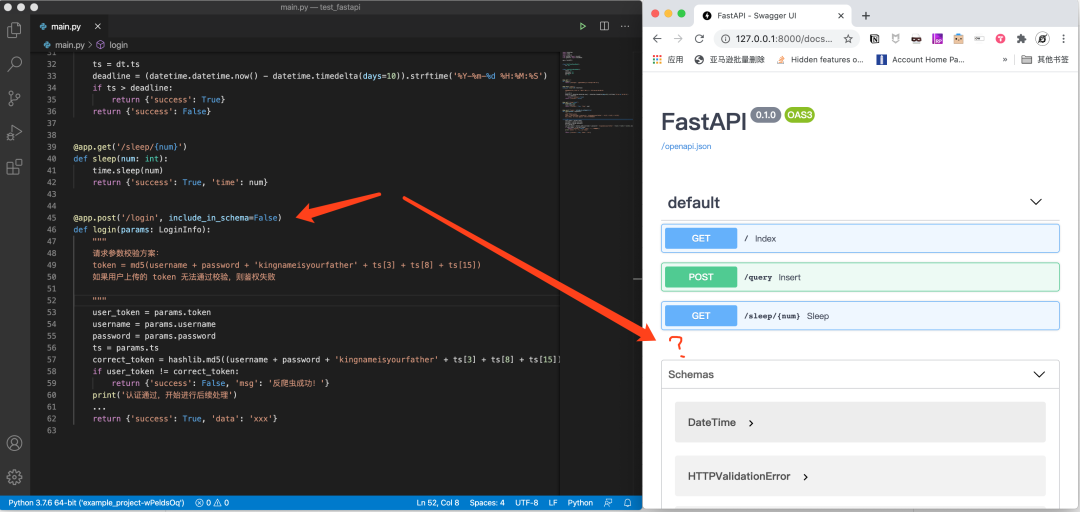 main.py — test_fastapi
main.py
main.py > login
32 ts = dt.ts
33 deadline = (datetime.datetime.now() - datetime.timedelta(days=10)).strftime('%Y-%m-%d %H:%M:%S')
34 if ts > deadline:
35 return {'success': True}
36 return {'success': False}
37
38
39 @app.get('/sleep/{num}')
40 def sleep(num: int):
41 time.sleep(num)
42 return {'success': True, 'time': num}
43
44
45 @app.post('/login', include_in_schema=False)
46 def login(params: LoginInfo):
47 """
48 请求参数校验方案：
49 token = md5(username + password + 'kingnameisyourfather' + ts[3] + ts[8] + ts[15])
50 如果用户上传的 token 无法通过校验，则鉴权失败
51
52 """
53 user_token = params.token
54 username = params.username
55 password = params.password
56 ts = params.ts
57 correct_token = hashlib.md5((username + password + 'kingnameisyourfather' + ts[3] + ts[8] + ts[15])
58 if user_token != correct_token:
59 return {'success': False, 'msg': '反爬虫成功！'}
60 print('认证通过，开始进行后续处理')
61 ...
62 return {'success': True, 'data': 'xxx'}
63
Python 3.7.6 64-bit ('example_project-wPeldsOq') 0 0 Ln 52, Col 8 Spaces: 4 UTF-8 LF Python
FastAPI - Swagger UI
127.0.0.1:8000/docs...
应用 亚马逊批量删除 Hidden features o... Account Home Pa... » 其他书签
FastAPI 0.1.0 OAS3
/openapi.json
default
GET / Index
POST /query Insert
GET /sleep/{num} Sleep
?
Schemas
DateTime >
HTTPValidationError >